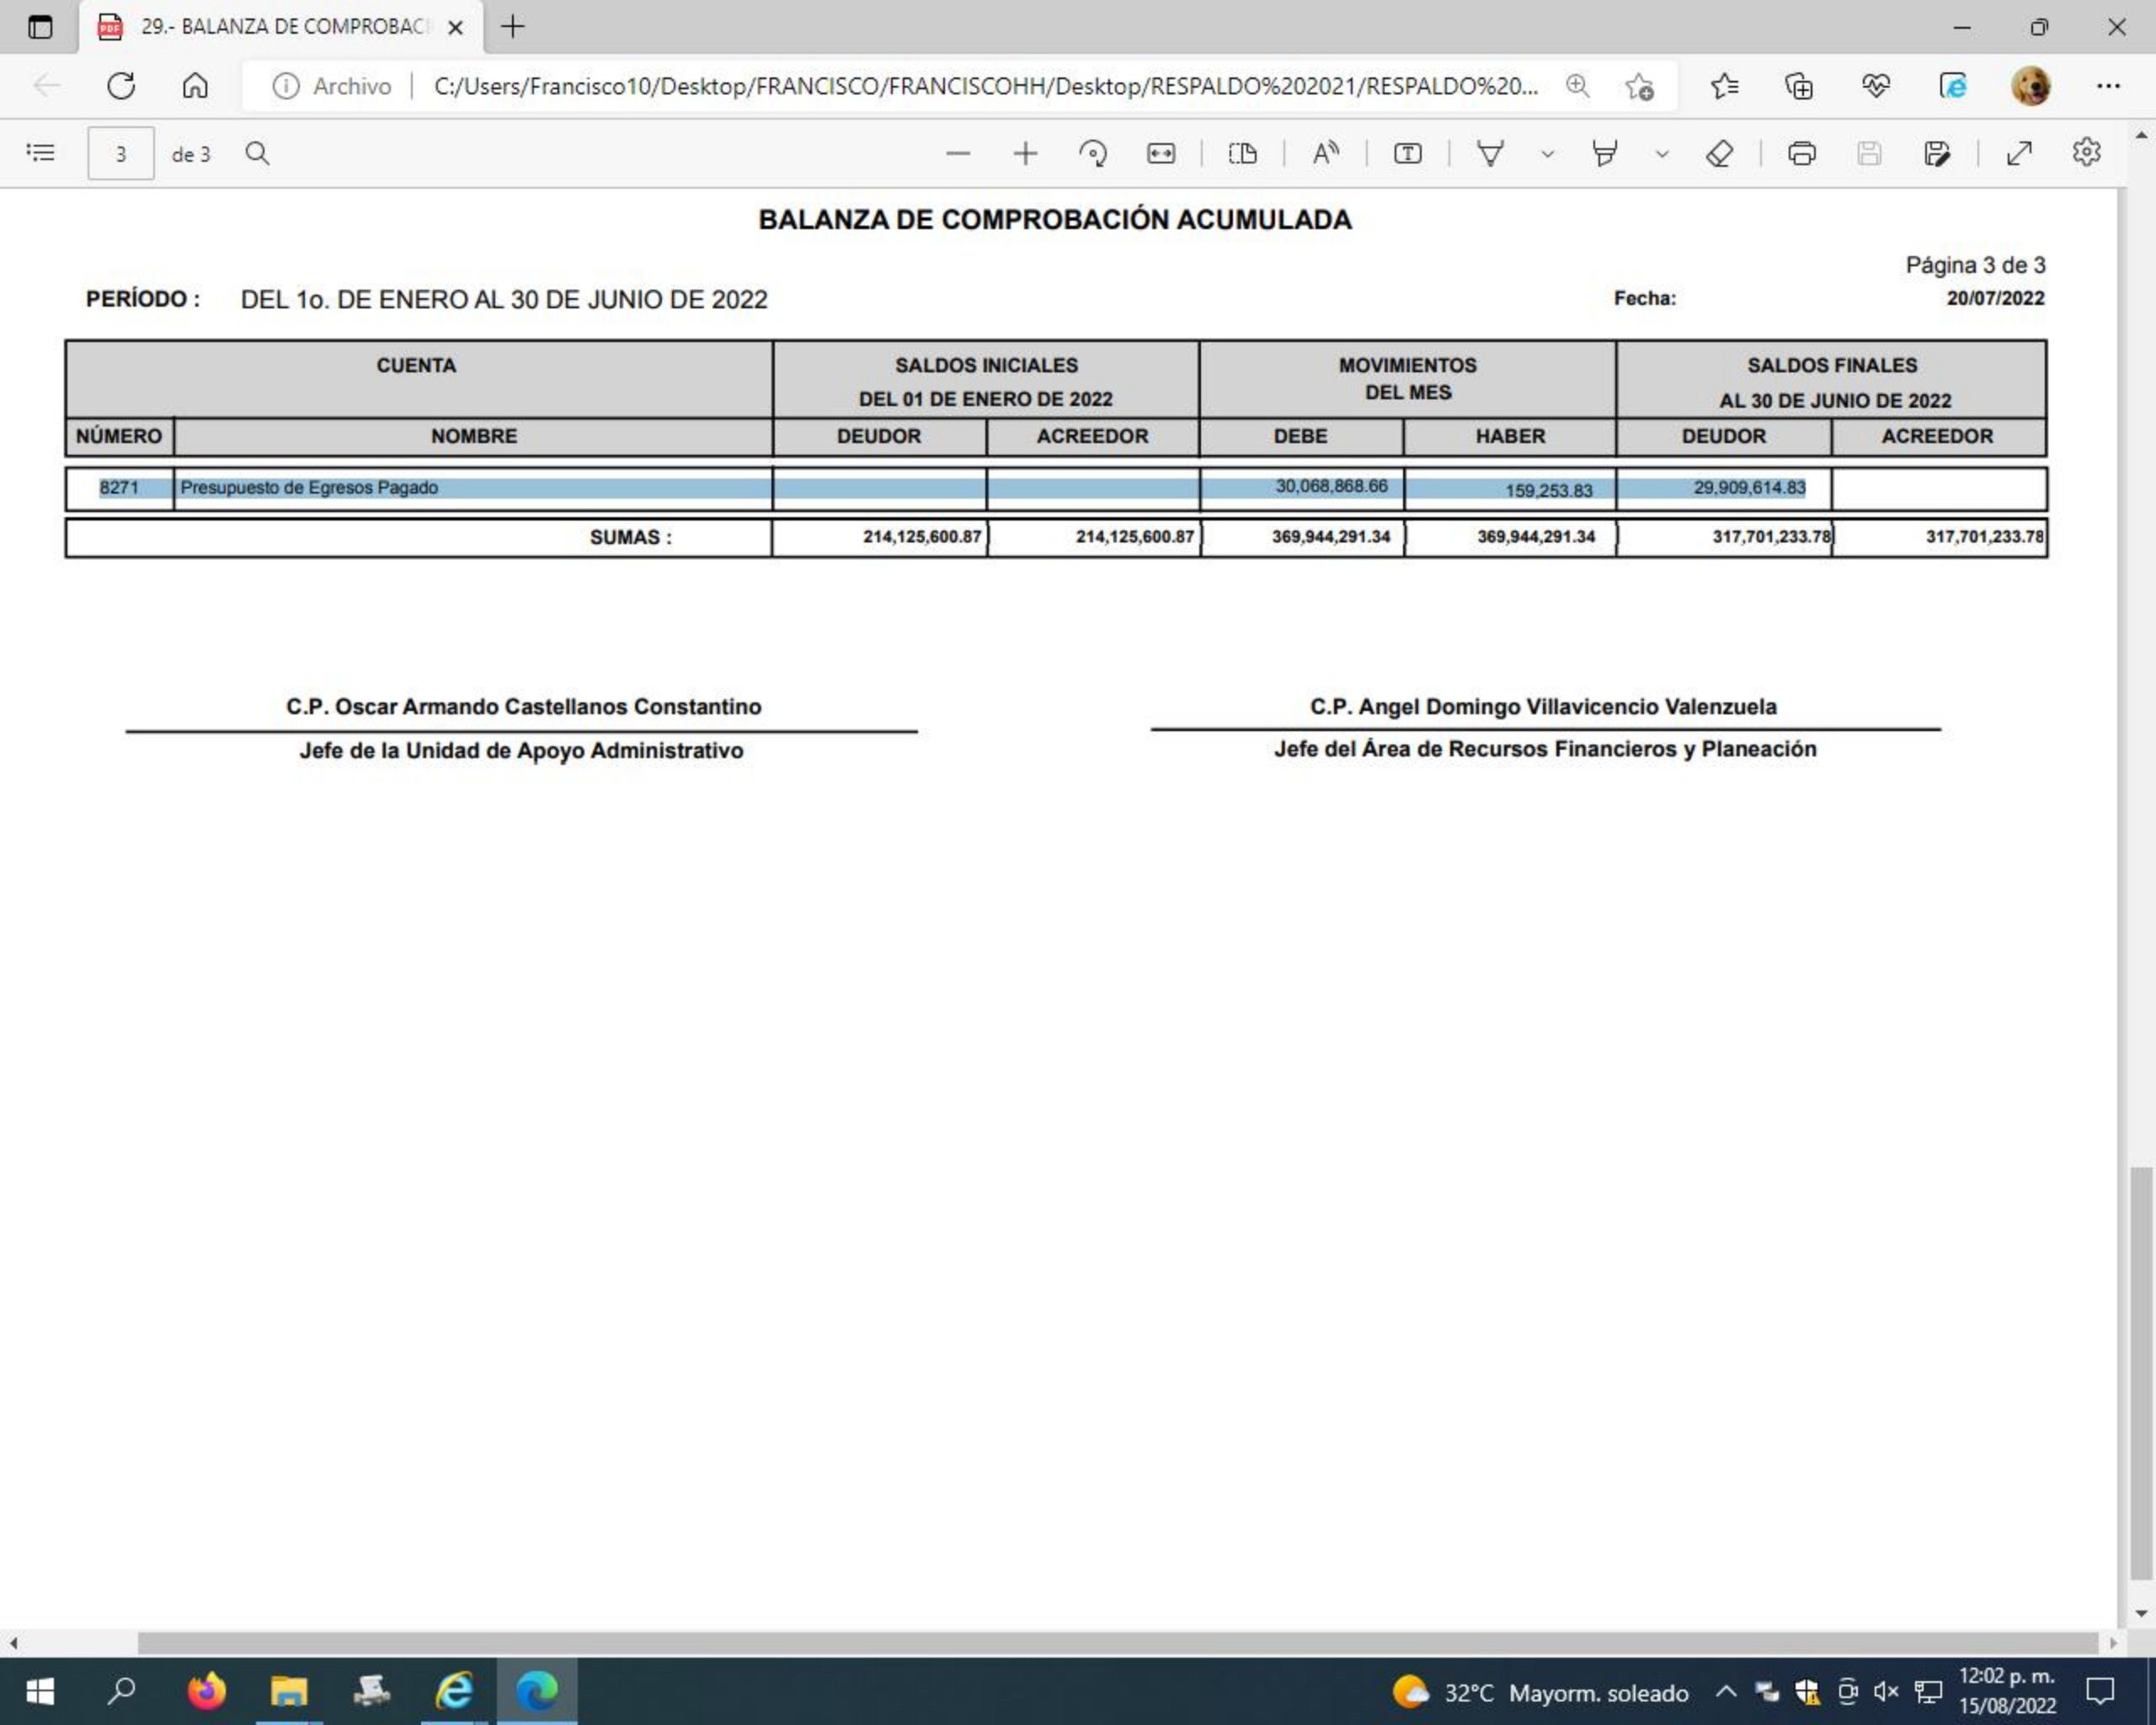 29.- BALANZA DE COMPROBACI
Archivo | C:/Users/Francisco10/Desktop/FRANCISCO/FRANCISCOHH/Desktop/RESPALDO%202021/RESPALDO%20...
3 de 3
BALANZA DE COMPROBACIÓN ACUMULADA
Página 3 de 3
PERÍODO : DEL 1o. DE ENERO AL 30 DE JUNIO DE 2022 Fecha: 20/07/2022
CUENTA SALDOS INICIALES MOVIMIENTOS SALDOS FINALES
DEL 01 DE ENERO DE 2022 DEL MES AL 30 DE JUNIO DE 2022
NÚMERO NOMBRE DEUDOR ACREEDOR DEBE HABER DEUDOR ACREEDOR
8271 Presupuesto de Egresos Pagado 30,068,868.66 159,253.83 29,909,614.83
SUMAS : 214,125,600.87 214,125,600.87 369,944,291.34 369,944,291.34 317,701,233.78 317,701,233.78
C.P. Oscar Armando Castellanos Constantino C.P. Angel Domingo Villavicencio Valenzuela
Jefe de la Unidad de Apoyo Administrativo Jefe del Área de Recursos Financieros y Planeación
32°C Mayorm. soleado
12:02 p. m.
15/08/2022